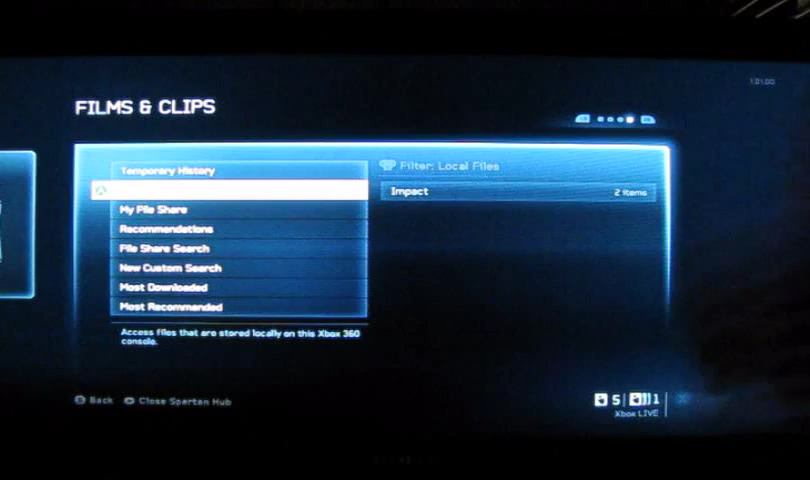 FILMS & CLIPS
Temporary History
My File Share
Recommendations
File Share Search
New Custom Search
Most Downloaded
Most Recommended
Access files that are stored locally on this Xbox 360
console.
Filter: Local Files
Impact 2 Items
Back Close Spartan Hub
5 1
Xbox LIVE